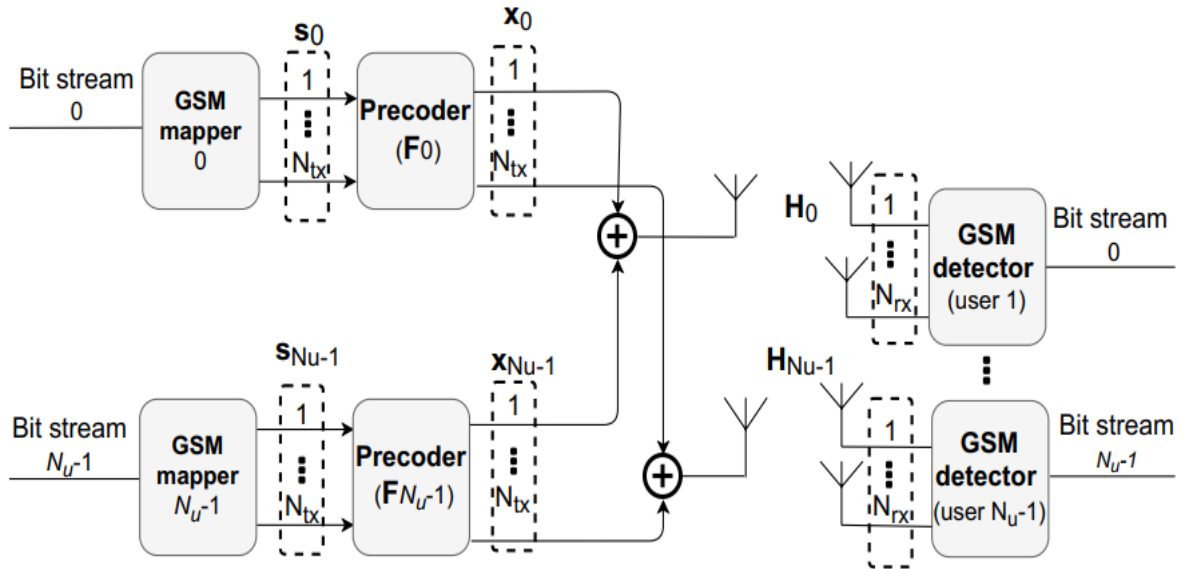 Bit stream
0
GSM
mapper
0
s0
1
Ntx
Precoder
(F0)
x0
1
Ntx
+
H0
1
Nrx
GSM
detector
(user 1)
Bit stream
0
Bit stream
Nu-1
GSM
mapper
Nu-1
sNu-1
1
Ntx
Precoder
(FNu-1)
xNu-1
1
Ntx
+
HNu-1
1
Nrx
GSM
detector
(user Nu-1)
Bit stream
Nu-1